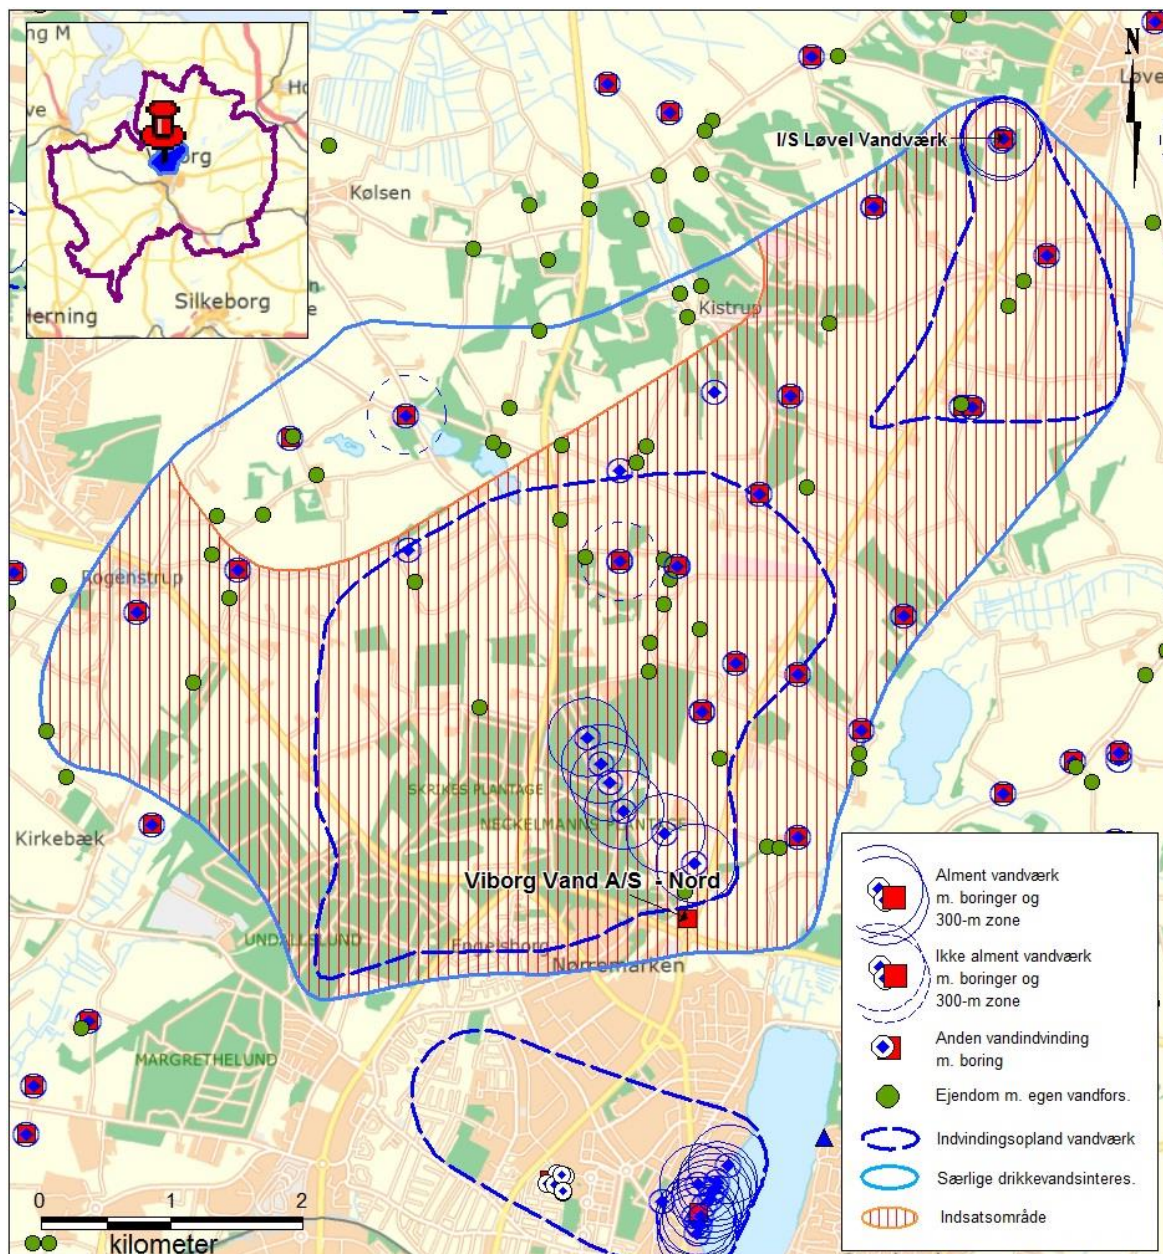 ng M
Ho
ve
org
Silkeborg
e
Herning
N
Løve
I/S Løvel Vandværk
Kølsen
Kistrup
Rogenstrup
SKRIKES PLANTAGE
NECKELMANNS PLANTAGE
Kirkebæk
Viborg Vand A/S - Nord
UNDALLSLUND
Engelsborg
Nørremarken
MARGRETHELUND
Alment vandværk
m. boringer og
300-m zone
Ikke alment vandværk
m. boringer og
300-m zone
Anden vandindvinding
m. boring
Ejendom m. egen vandfors.
Indvindingsopland vandværk
Særlige drikkevandsinteres.
Indsatsområde
0 1 2
kilometer